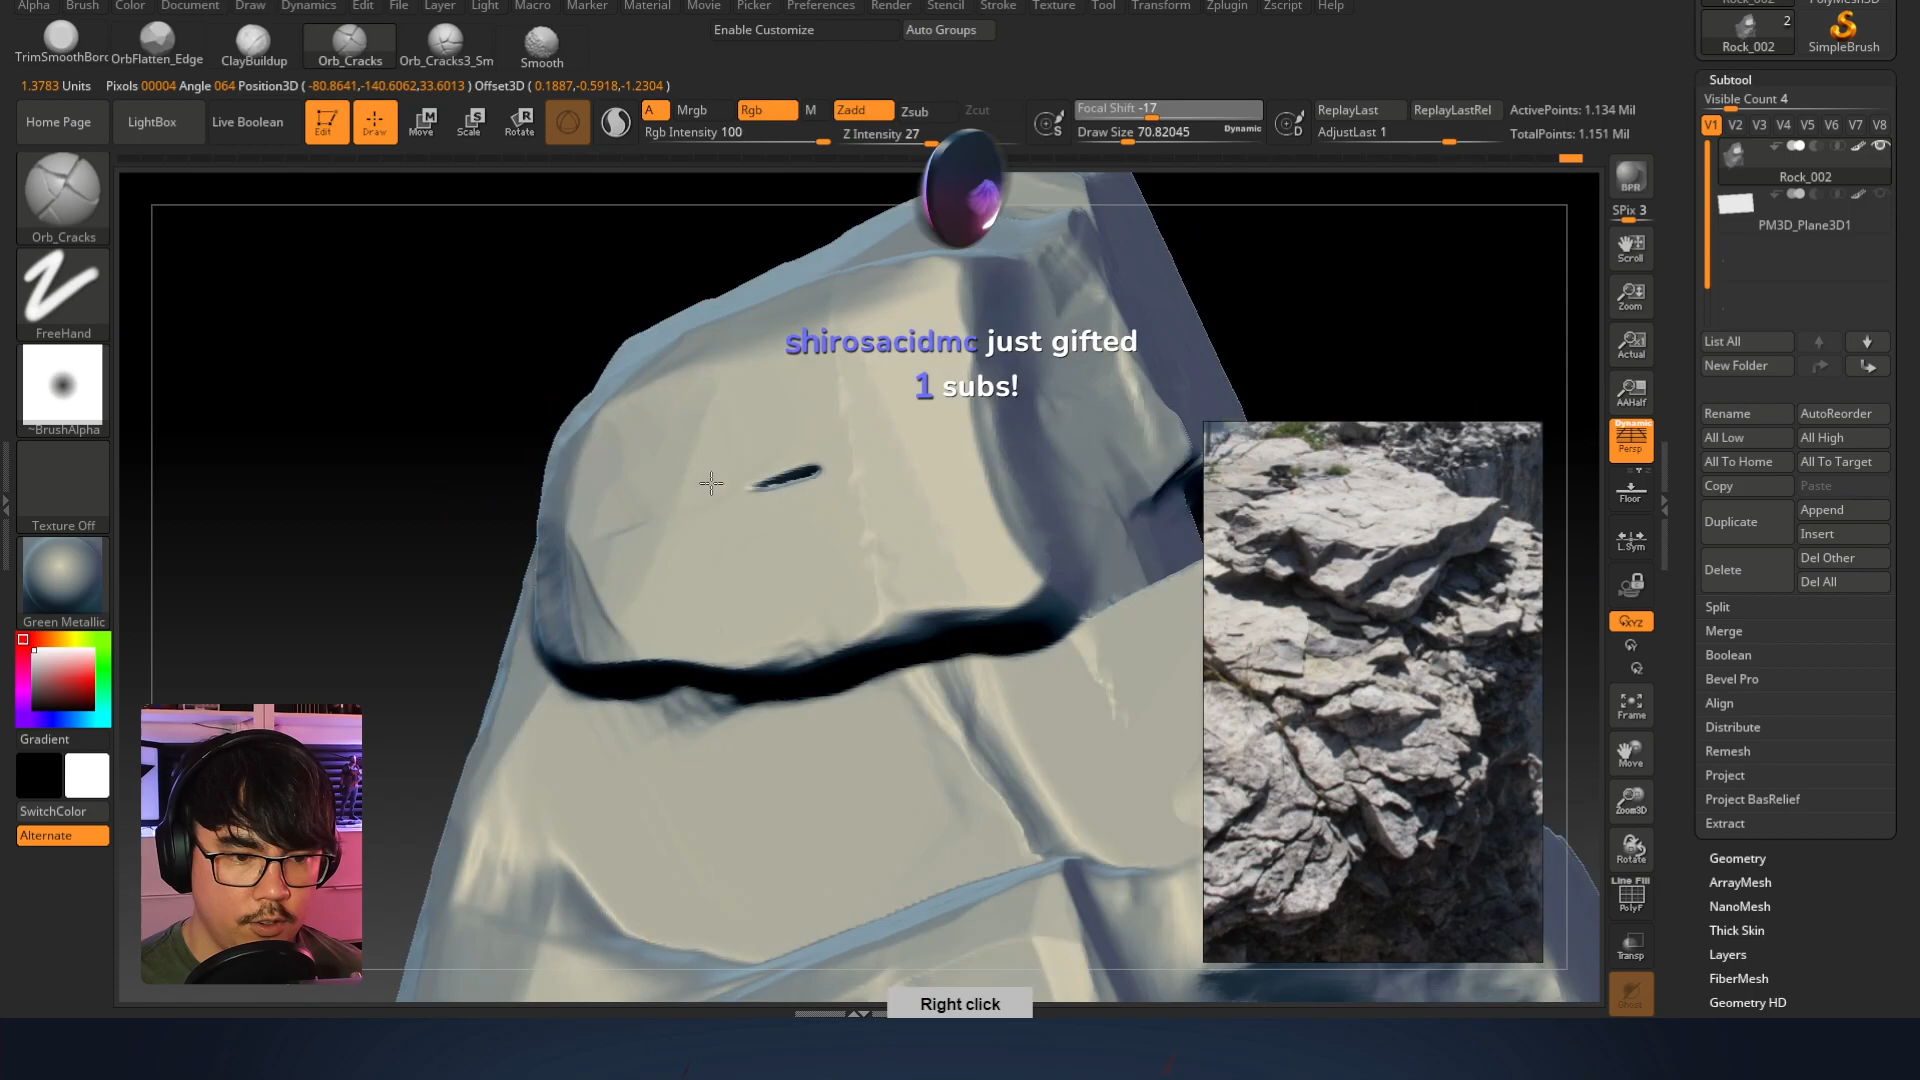 Alpha Brush Color Document Draw Dynamics Edit File Layer Light Macro Marker Material Movie Picker Preferences Render Stencil Stroke Texture Tool Transform Zplugin Zscript Help
Enable Customize
Auto Groups
TrimSmoothBord
OrbFlatten_Edge
ClayBuildup
Orb_Cracks
Orb_Cracks3_Sm
Smooth
1.3783 Units Pixols 00004 Angle 064 Position3D ( -80.8641,-140.6062,33.6013 ) Offset3D ( 0.1887,-0.5918,-1.2304 )
Home Page
LightBox
Live Boolean
Edit
Draw
Move
Scale
Rotate
A
Mrgb
Rgb
M
Zadd
Zsub
Zcut
Rgb Intensity 100
Z Intensity 27
Focal Shift -17
Draw Size 70.82045
Dynamic
S
D
ReplayLast
ReplayLastRel
AdjustLast 1
ActivePoints: 1.134 Mil
TotalPoints: 1.151 Mil
Orb_Cracks
FreeHand
~BrushAlpha
Texture Off
Green Metallic
Gradient
SwitchColor
Alternate
shirosacidmc just gifted
1 subs!
Right click
BPR
SPix 3
Scroll
Zoom
Actual
AAHalf
Dynamic
Persp
Floor
L.Sym
XYZ
Frame
Move
Zoom3D
Rotate
Line Fill
PolyF
Transp
Ghost
Rock_002
PolyMesh3D
2
Rock_002
SimpleBrush
Subtool
Visible Count 4
V1 V2 V3 V4 V5 V6 V7 V8
Rock_002
PM3D_Plane3D1
List All
New Folder
Rename
AutoReorder
All Low
All High
All To Home
All To Target
Copy
Paste
Duplicate
Append
Insert
Delete
Del Other
Del All
Split
Merge
Boolean
Bevel Pro
Align
Distribute
Remesh
Project
Project BasRelief
Extract
Geometry
ArrayMesh
NanoMesh
Thick Skin
Layers
FiberMesh
Geometry HD